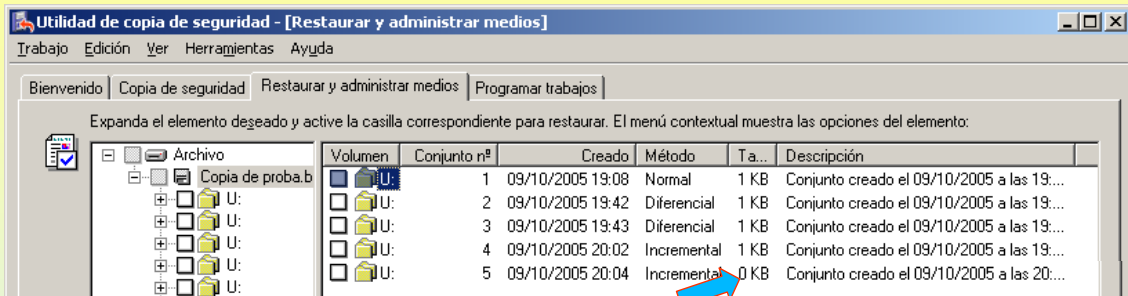 Utilidad de copia de seguridad - [Restaurar y administrar medios]
Trabajo Edición Ver Herramientas Ayuda
Bienvenido Copia de seguridad Restaurar y administrar medios Programar trabajos
Expanda el elemento deseado y active la casilla correspondiente para restaurar. El menú contextual muestra las opciones del elemento:
Archivo
Copia de proba.b
U:
U:
U:
U:
U:
Volumen Conjunto nº Creado Método Ta... Descripción
U: 1 09/10/2005 19:08 Normal 1 KB Conjunto creado el 09/10/2005 a las 19:...
U: 2 09/10/2005 19:42 Diferencial 1 KB Conjunto creado el 09/10/2005 a las 19:...
U: 3 09/10/2005 19:43 Diferencial 1 KB Conjunto creado el 09/10/2005 a las 19:...
U: 4 09/10/2005 20:02 Incremental 1 KB Conjunto creado el 09/10/2005 a las 19:...
U: 5 09/10/2005 20:04 Incremental 0 KB Conjunto creado el 09/10/2005 a las 20:...